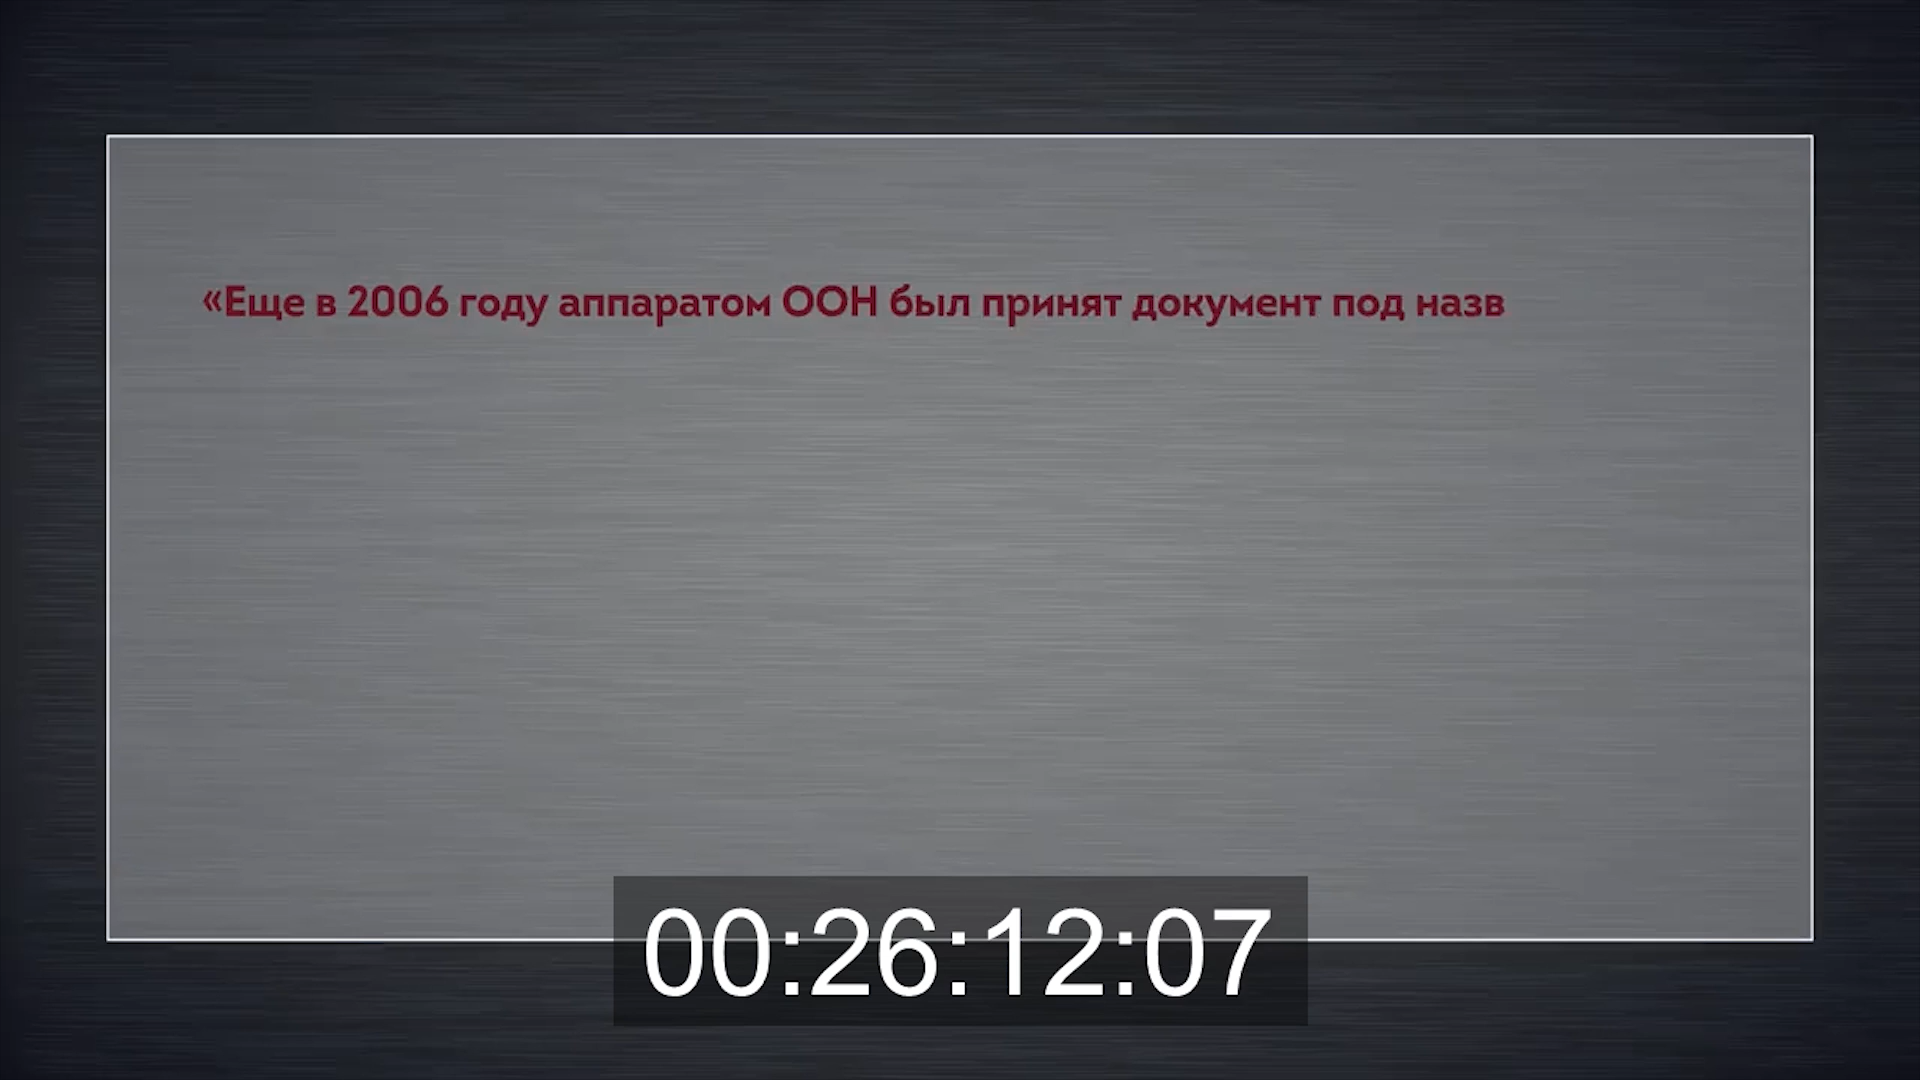 «Еще в 2006 году аппаратом ООН был принят документ под назв
00:26:12:07